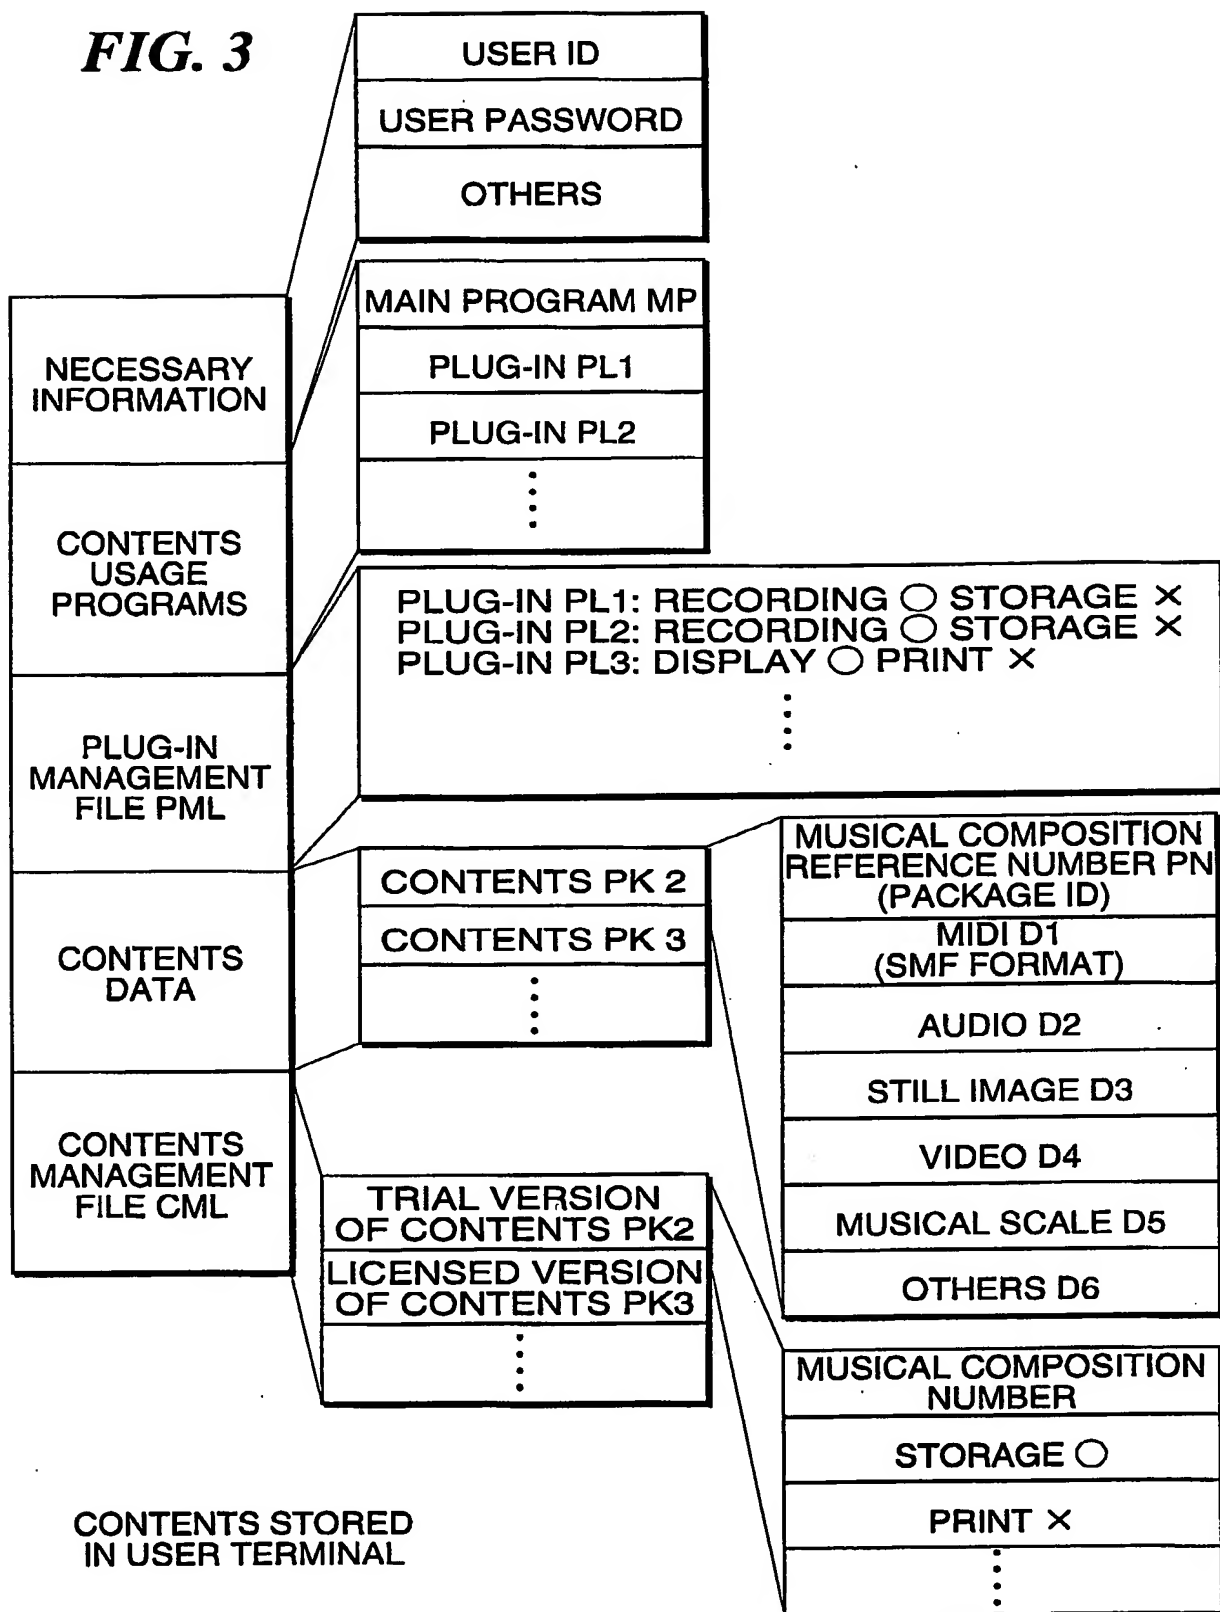 FIG. 3
USER ID
USER PASSWORD
OTHERS
NECESSARY
INFORMATION
CONTENTS
USAGE
PROGRAMS
PLUG-IN
MANAGEMENT
FILE PML
CONTENTS
DATA
CONTENTS
MANAGEMENT
FILE CML
MAIN PROGRAM MP
PLUG-IN PL1
PLUG-IN PL2
PLUG-IN PL1: RECORDING ○ STORAGE ×
PLUG-IN PL2: RECORDING ○ STORAGE ×
PLUG-IN PL3: DISPLAY ○ PRINT ×
CONTENTS PK 2
CONTENTS PK 3
MUSICAL COMPOSITION
REFERENCE NUMBER PN
(PACKAGE ID)
MIDI D1
(SMF FORMAT)
AUDIO D2
STILL IMAGE D3
VIDEO D4
MUSICAL SCALE D5
OTHERS D6
TRIAL VERSION
OF CONTENTS PK2
LICENSED VERSION
OF CONTENTS PK3
MUSICAL COMPOSITION
NUMBER
STORAGE ○
PRINT ×
CONTENTS STORED
IN USER TERMINAL